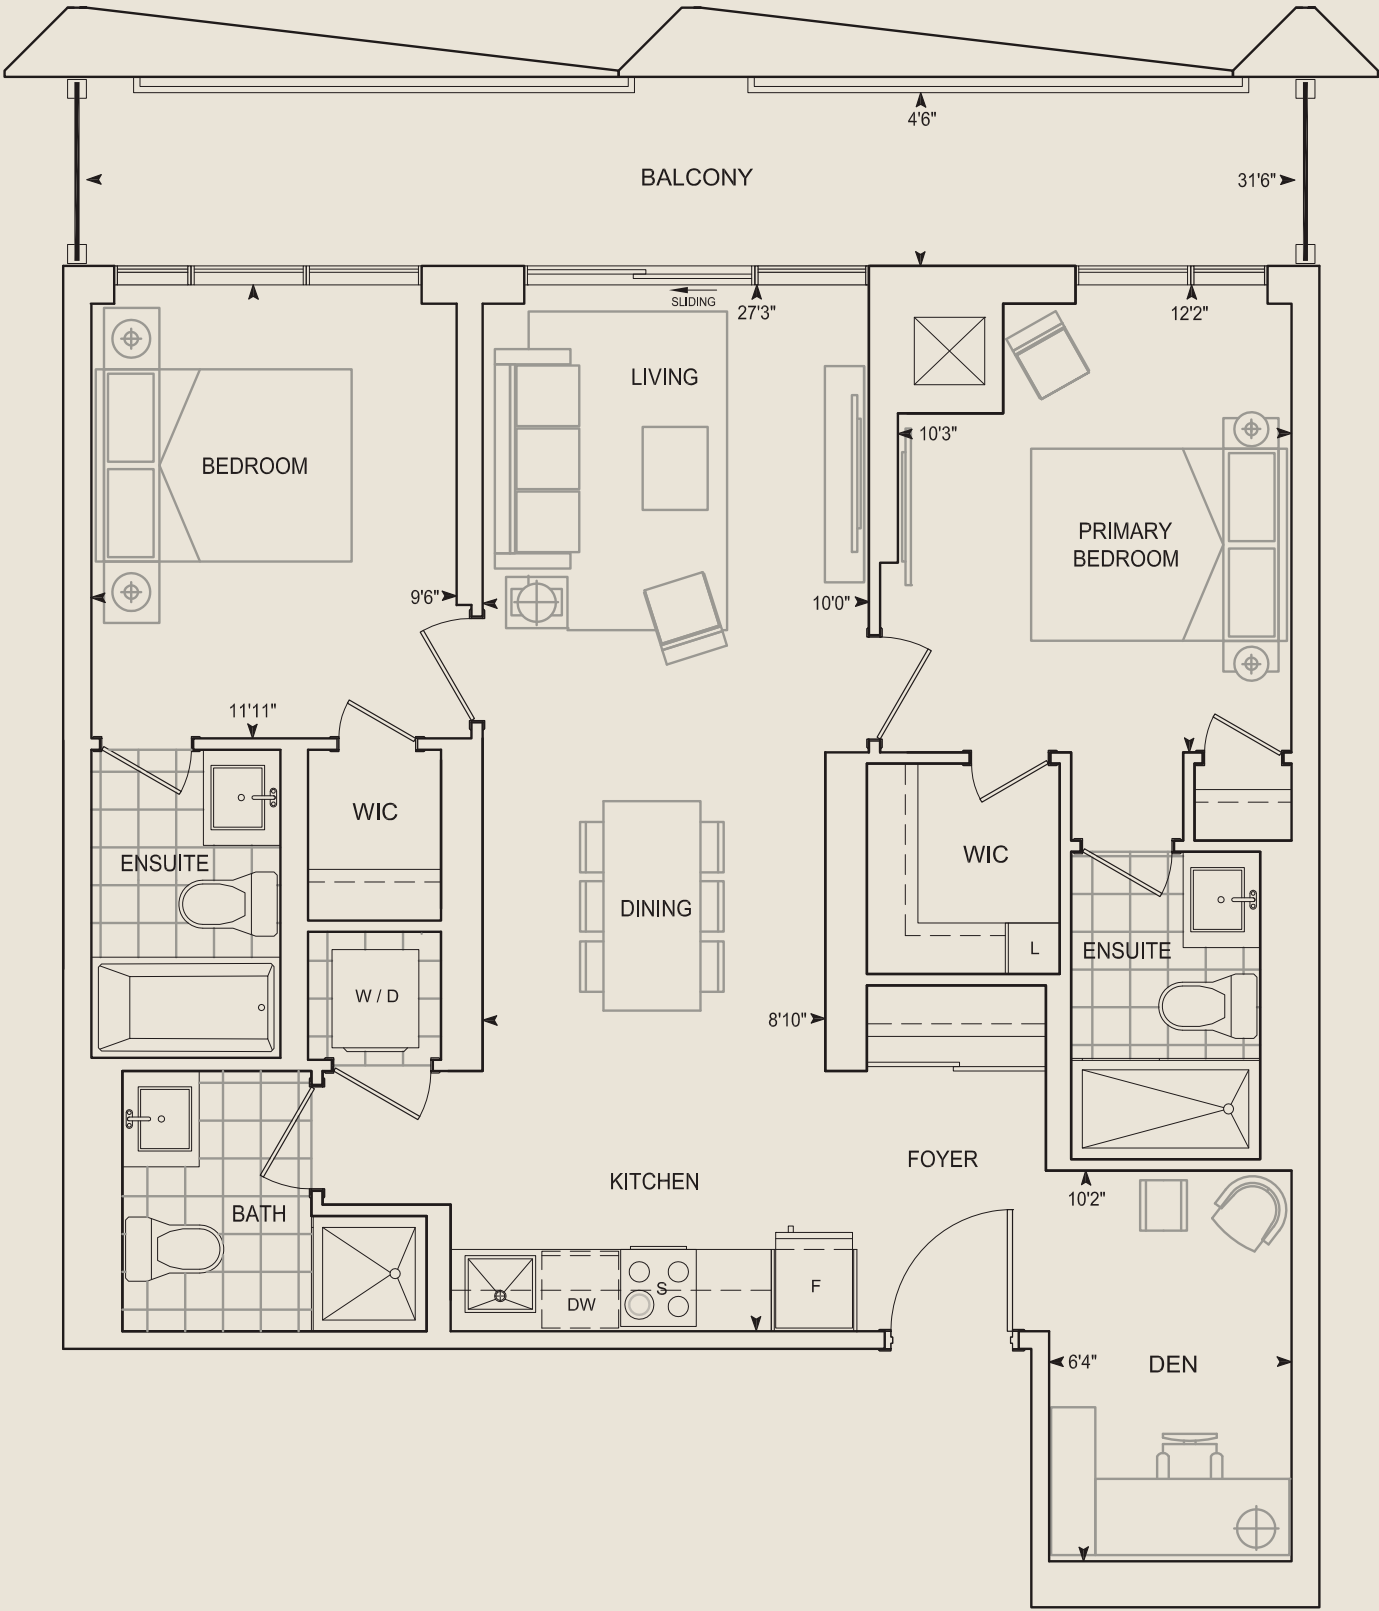 4'6"
BALCONY
31'6"
SLIDING
27'3"
12'2"
LIVING
10'3"
BEDROOM
PRIMARY
BEDROOM
9'6"
10'0"
11'11"
WIC
ENSUITE
WIC
DINING
L
ENSUITE
W / D
8'10"
FOYER
KITCHEN
10'2"
BATH
F
S
DW
6'4"
DEN